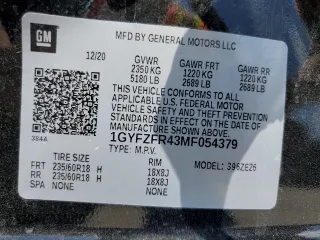 GM
MFD BY GENERAL MOTORS LLC
12/20
GVWR GAWR FRT GAWR RR
2350 KG 1220 KG 1220 KG
5180 LB 2689 LB 2689 LB
THIS VEHICLE CONFORMS TO ALL
APPLICABLE U.S. FEDERAL MOTOR
VEHICLE SAFETY AND THEFT PREVENTION
STANDARDS IN EFFECT ON THE DATE OF
MANUFACTURE SHOWN ABOVE.
1GYFZFR43MF054379
384A
TYPE: M.P.V. MODEL:
TIRE SIZE RIM
FRT 235/60R18 H 18X8J
RR 235/60R18 H 18X8J
SPA NONE NONE